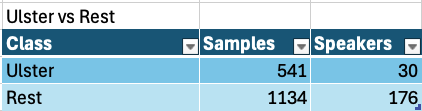 Ulster vs Rest
Class Samples Speakers
Ulster 541 30
Rest 1134 176